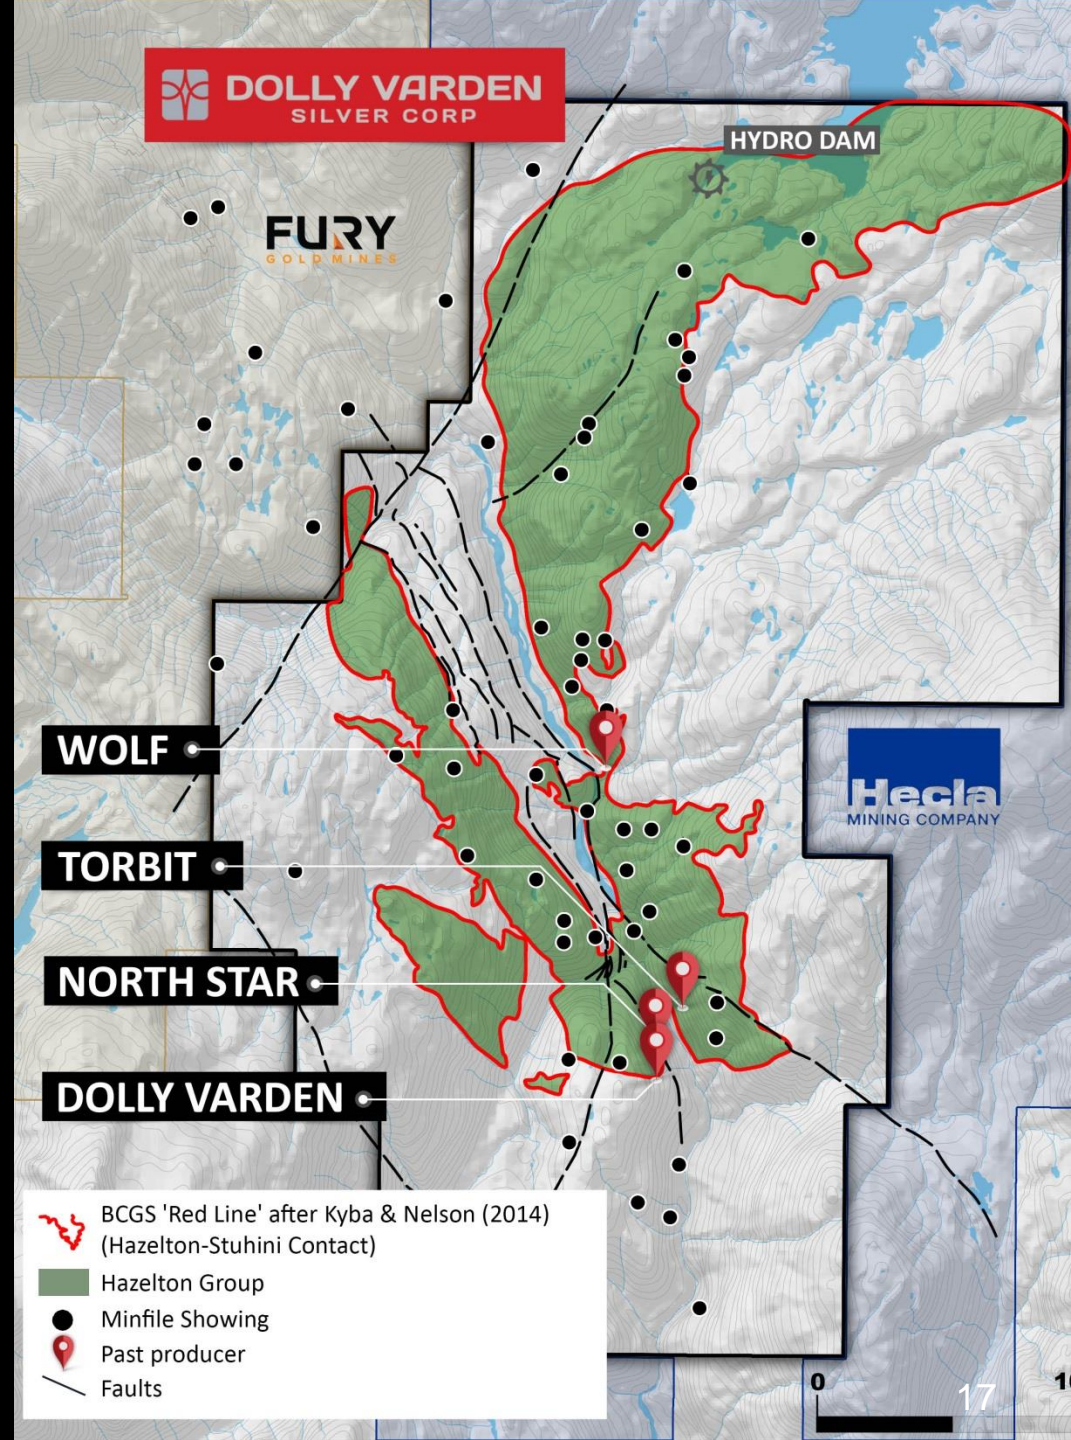 DOLLY VARDEN
SILVER CORP
HYDRO DAM
FURY
GOLD MINES
WOLF
Hecla
MINING COMPANY
TORBIT
NORTH STAR
DOLLY VARDEN
BCGS 'Red Line' after Kyba & Nelson (2014)
(Hazelton-Stuhini Contact)
Hazelton Group
Minfile Showing
Past producer
Faults
0
17